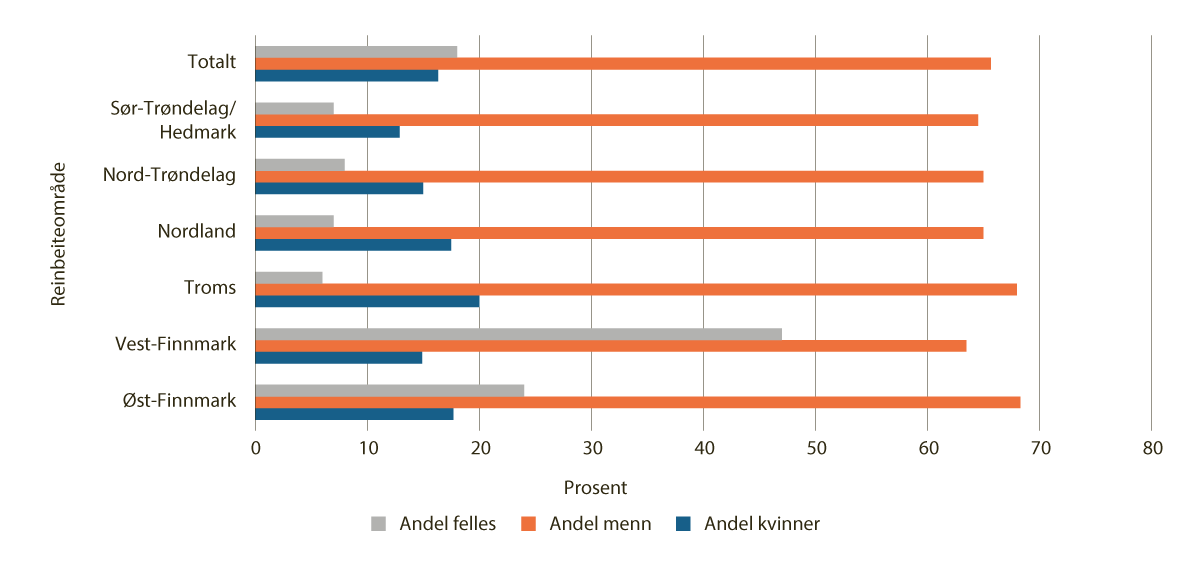 Totalt
Sør-Trøndelag/
Hedmark
Nord-Trøndelag
Nordland
Troms
Vest-Finnmark
Øst-Finnmark
Reinbeiteområde
0 10 20 30 40 50 60 70 80
Prosent
Andel felles Andel menn Andel kvinner